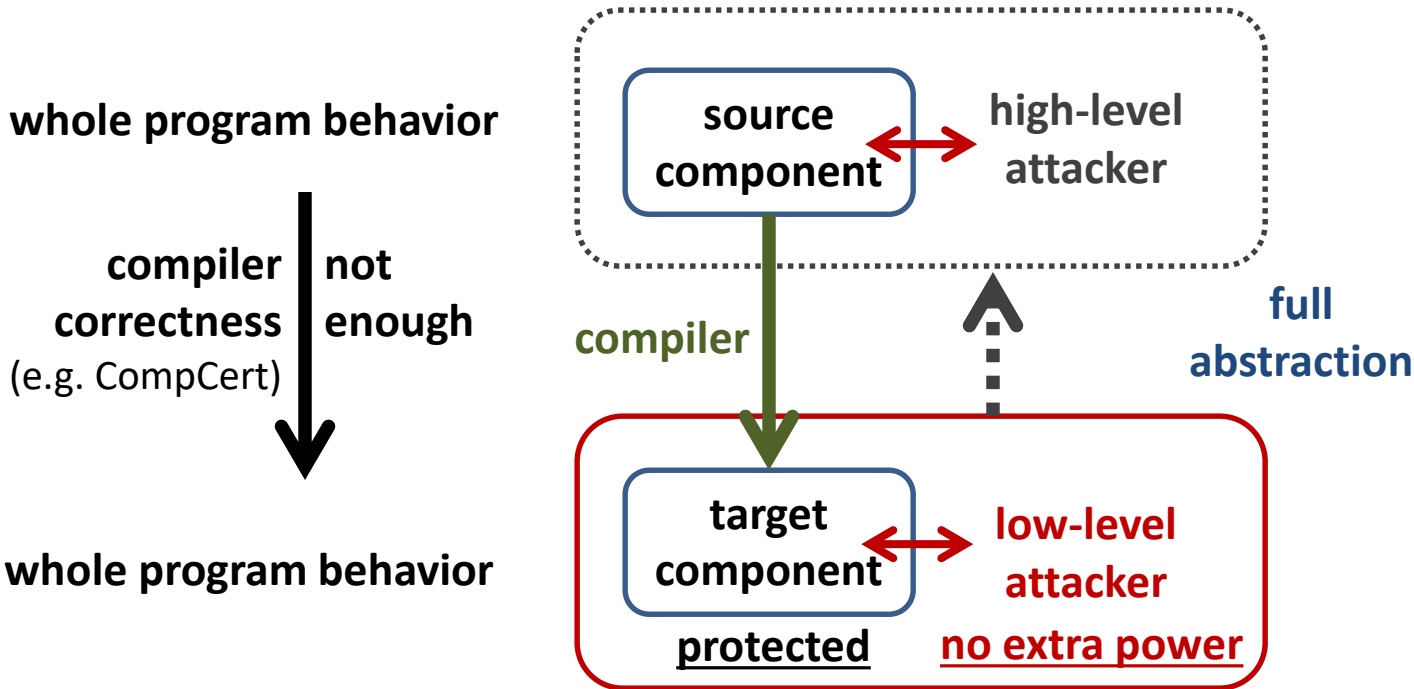 whole program behavior
compiler not
correctness enough
(e.g. CompCert)
whole program behavior
source
component
high-level
attacker
compiler
full
abstraction
target
component
protected
low-level
attacker
no extra power